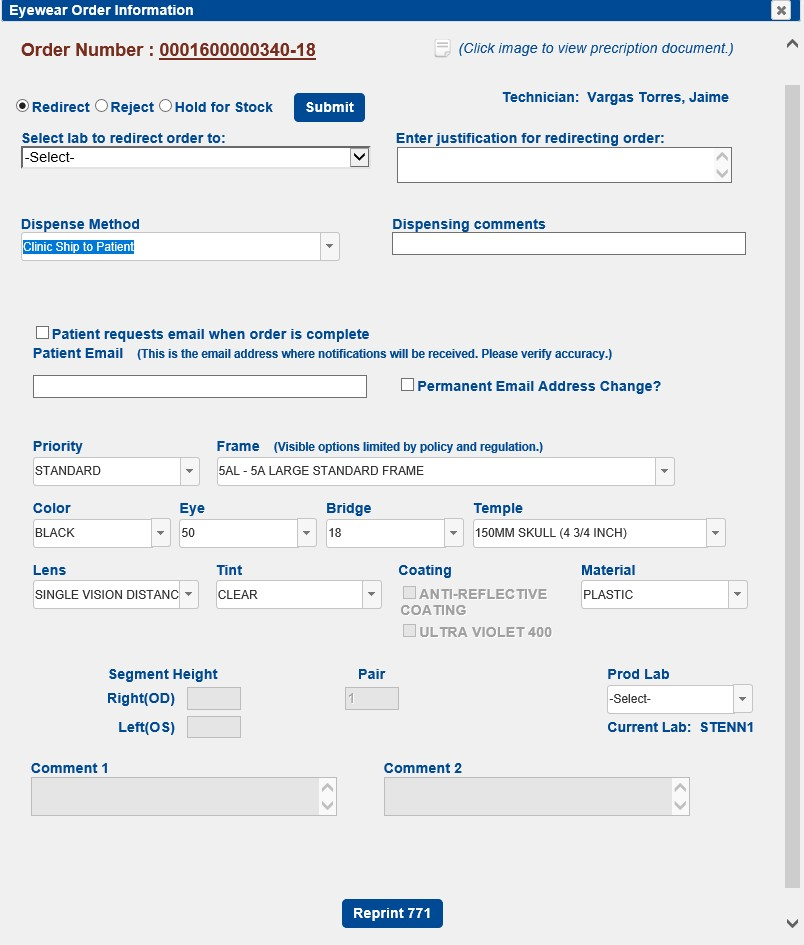 Eyewear Order Information
Order Number : 0001600000340-18
(Click image to view precription document.)
Technician: Vargas Torres, Jaime
Redirect Reject Hold for Stock Submit
Select lab to redirect order to: Enter justification for redirecting order:
-Select-
Dispense Method Dispensing comments
Clinic Ship to Patient
Patient requests email when order is complete
Patient Email (This is the email address where notifications will be received. Please verify accuracy.)
Permanent Email Address Change?
Priority Frame (Visible options limited by policy and regulation.)
STANDARD 5AL - 5A LARGE STANDARD FRAME
Color Eye Bridge Temple
BLACK 50 18 150MM SKULL (4 3/4 INCH)
Lens Tint Coating Material
SINGLE VISION DISTANC CLEAR ANTI-REFLECTIVE COATING PLASTIC
ULTRA VIOLET 400
Segment Height Pair Prod Lab
Right(OD) 1 -Select-
Left(OS) Current Lab: STENN1
Comment 1 Comment 2
Reprint 771